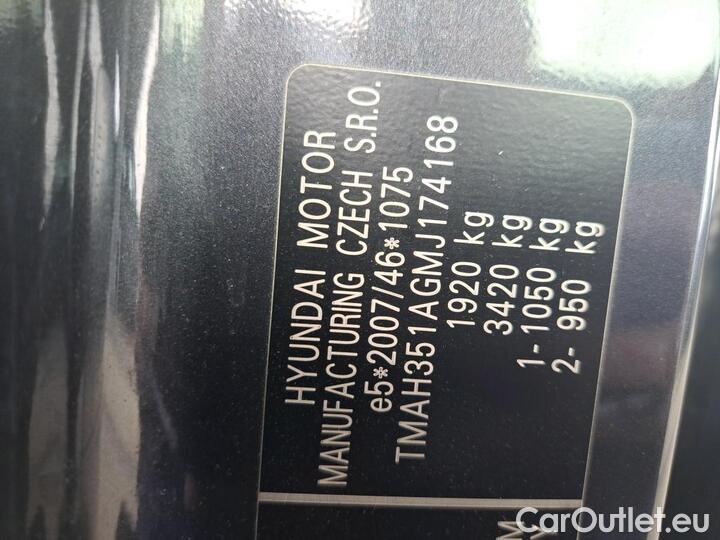 HYUNDAI MOTOR
MANUFACTURING CZECH S.R.O.
e5*2007/46*1075
TMAH351AGMJ174168
1920 kg
3420 kg
1- 1050 kg
2- 950 kg
CarOutlet.eu